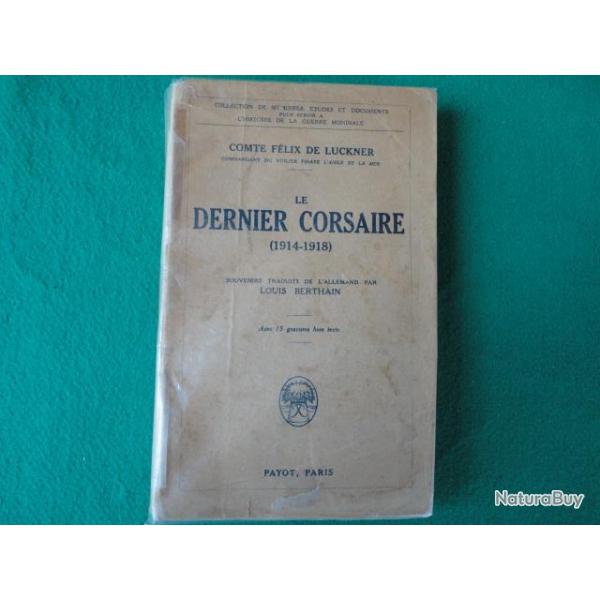 COLLECTION DE MÉMOIRES, ÉTUDES ET DOCUMENTS
POUR SERVIR A
L'HISTOIRE DE LA GUERRE MONDIALE
COMTE FÉLIX DE LUCKNER
COMMANDANT DU VOILIER PIRATE L'AIGLE DE LA MER
LE
DERNIER CORSAIRE
(1914-1918)
SOUVENIRS TRADUITS DE L'ALLEMAND PAR
LOUIS BERTHAIN
Avec 15 gravures hors texte
PAYOT, PARIS
NaturaBuy